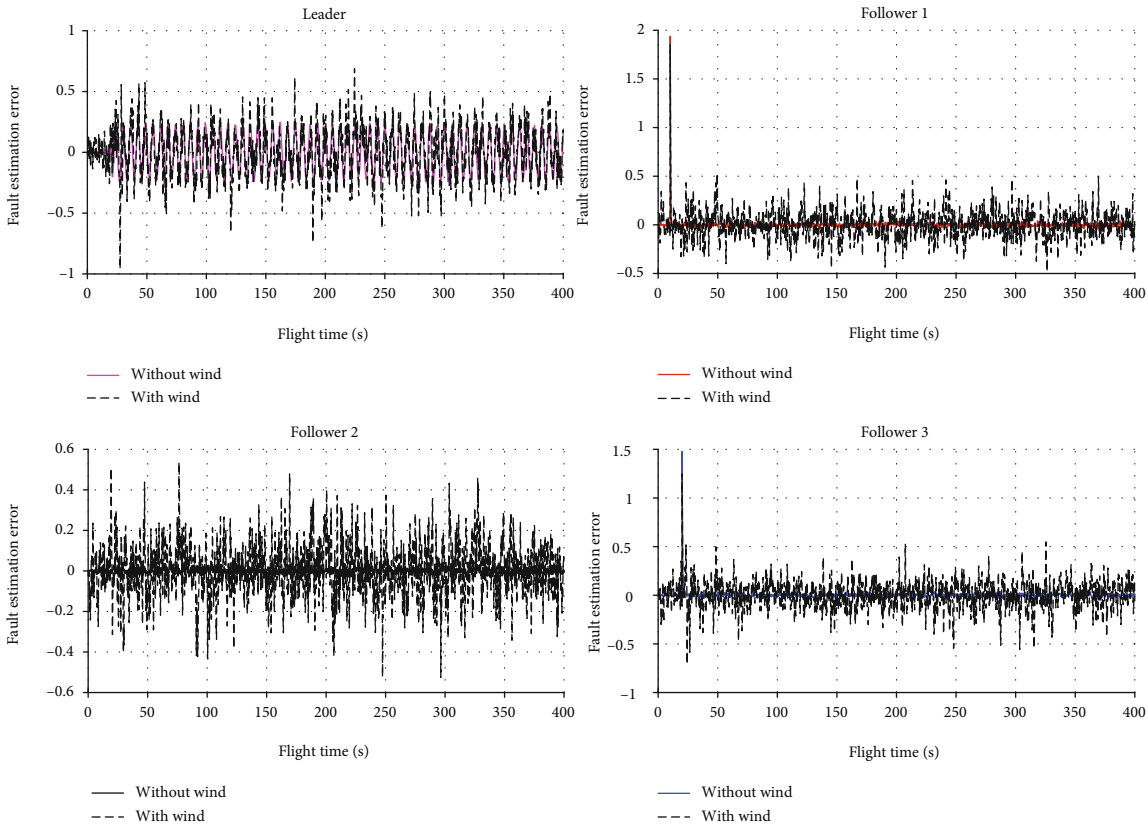 Leader
1
0.5
0
−0.5
−1
Fault estimation error
0 50 100 150 200 250 300 350 400
Flight time (s)
Without wind
With wind
Follower 1
2
1.5
1
0.5
0
−0.5
Fault estimation error
0 50 100 150 200 250 300 350 400
Flight time (s)
Without wind
With wind
Follower 2
0.6
0.4
0.2
0
−0.2
−0.4
−0.6
Fault estimation error
0 50 100 150 200 250 300 350 400
Flight time (s)
Without wind
With wind
Follower 3
1.5
1
0.5
0
−0.5
−1
Fault estimation error
0 50 100 150 200 250 300 350 400
Flight time (s)
Without wind
With wind